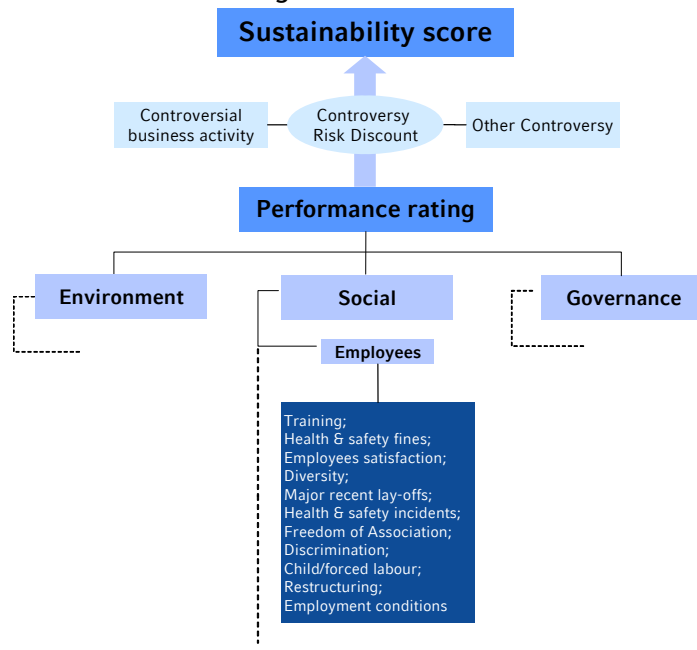 Sustainability score
Controversial
business activity
Controversy
Risk Discount
Other Controversy
Performance rating
Environment
Social
Governance
Employees
Training;
Health & safety fines;
Employees satisfaction;
Diversity;
Major recent lay-offs;
Health & safety incidents;
Freedom of Association;
Discrimination;
Child/forced labour;
Restructuring;
Employment conditions